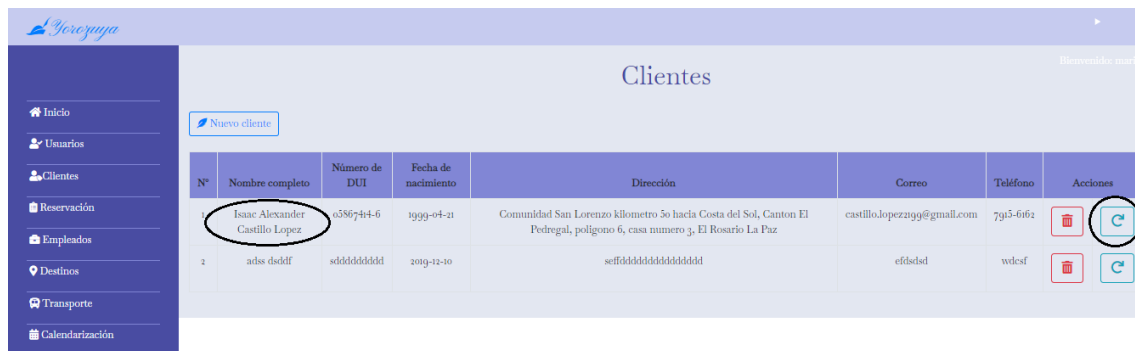 Yorozuya
Bienvenido: mar
Clientes
Inicio
Usuarios
Clientes
Reservación
Empleados
Destinos
Transporte
Calendarización
Nuevo cliente
N° Nombre completo Número de DUI Fecha de nacimiento Dirección Correo Teléfono Acciones
1 Isaac Alexander Castillo Lopez 05867414-6 1999-04-21 Comunidad San Lorenzo kilometro 50 hacia Costa del Sol, Canton El Pedregal, poligono 6, casa numero 3, El Rosario La Paz castillo.lopez2199@gmail.com 7915-6162
2 adss dsddf sddddddddd 2019-12-10 seffdddddddddddddddd efdsdsd wdcsf